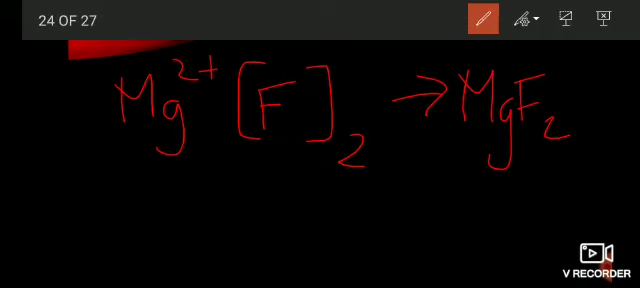 24 OF 27
Mg²⁺ [F]₂ → MgF₂
V RECORDER